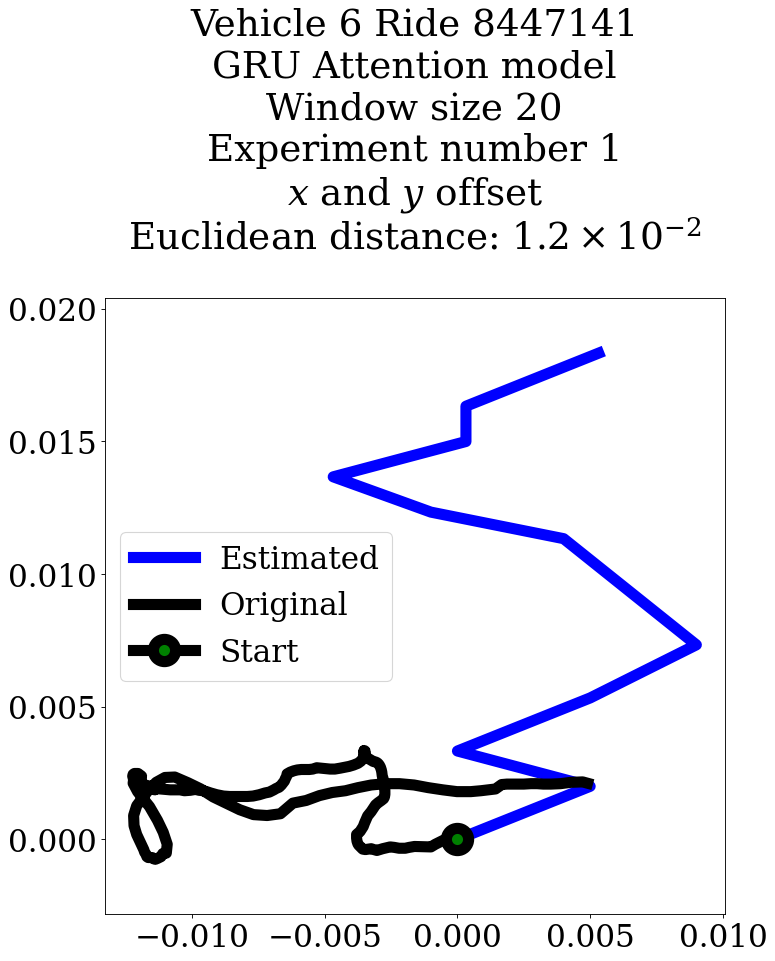 Vehicle 6 Ride 8447141
GRU Attention model
Window size 20
Experiment number 1
x and y offset
Euclidean distance: 1.2 × 10⁻²
0.020
0.015
0.010
0.005
0.000
Estimated
Original
Start
−0.010 −0.005 0.000 0.005 0.010